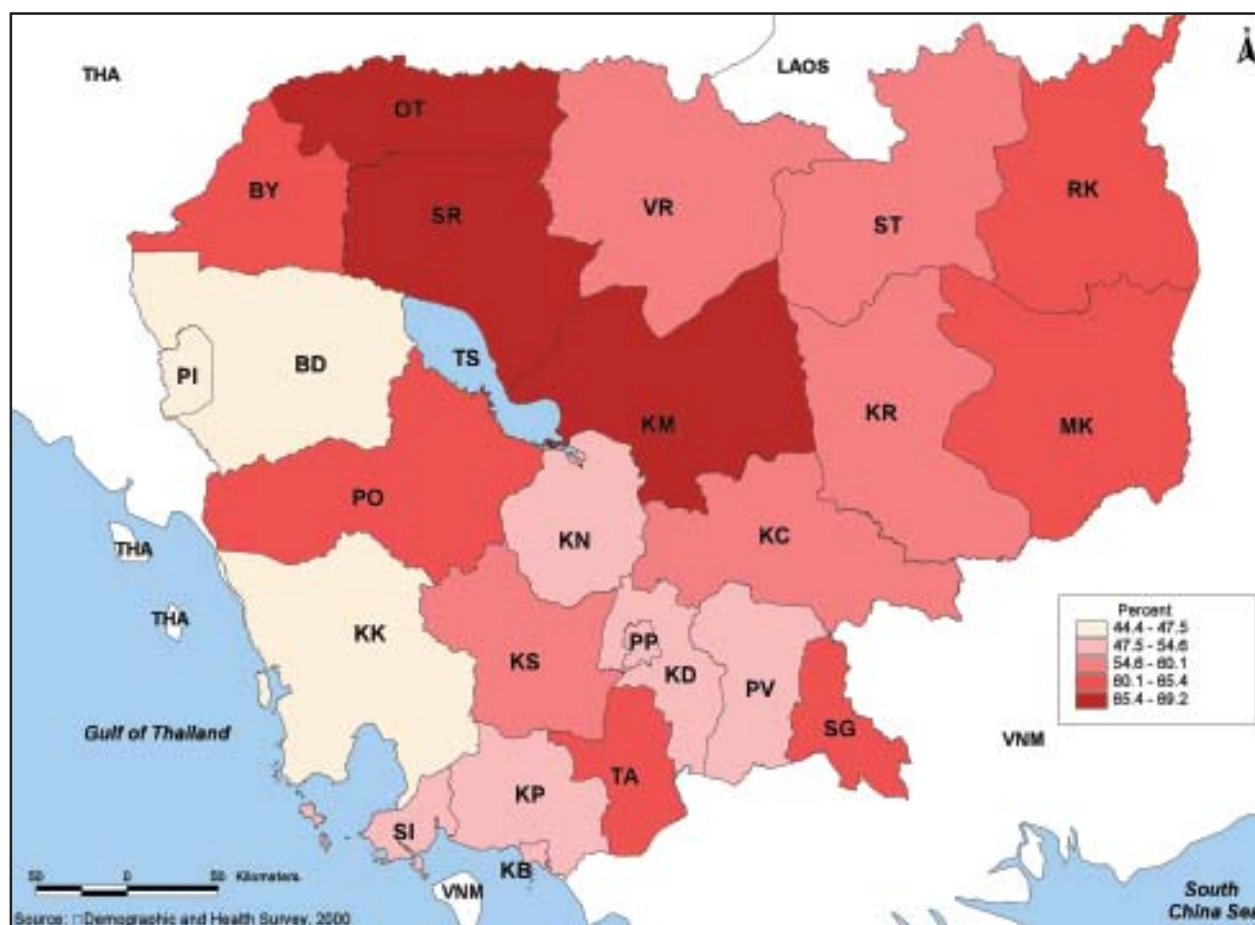 THA
LAOS
OT
BY
SR
VR
ST
RK
PI
BD
TS
KM
KR
MK
PO
KN
KC
THA
THA
KK
KS
PP
KD
PV
SG
TA
KP
SI
KB
VNM
VNM
Gulf of Thailand
South
China Sea
Percent
44.4 - 47.5
47.5 - 54.6
54.6 - 60.1
60.1 - 65.4
65.4 - 69.2
50 0 50 Kilometers
Source: □Demographic and Health Survey, 2000